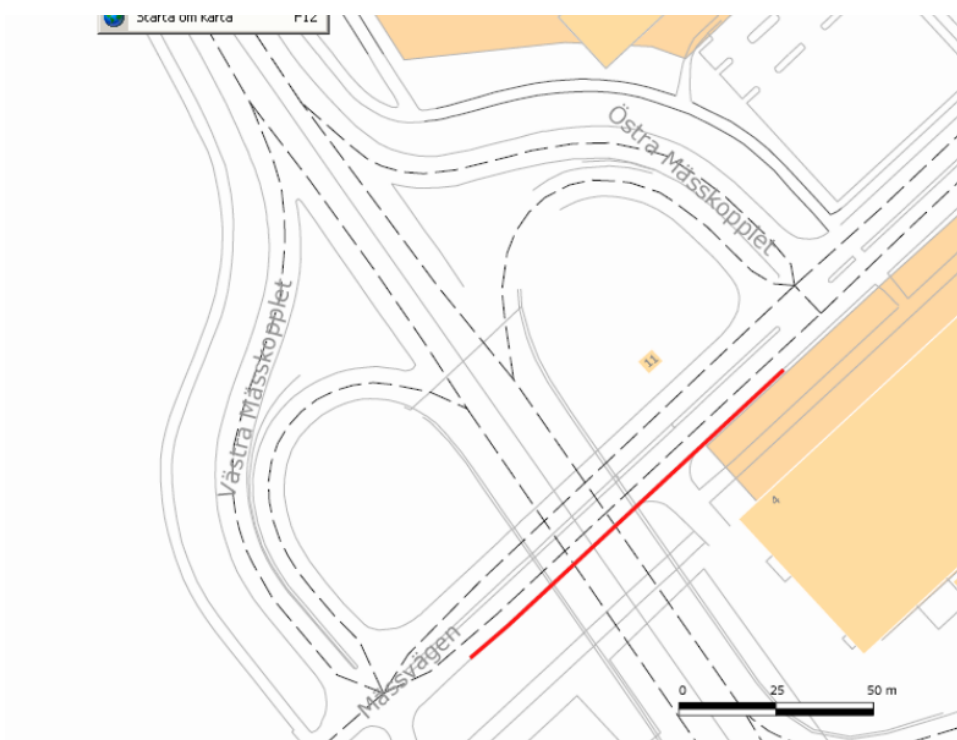 Starta om karta F12
Östra Mässkopplet
Västra Mässkopplet
11
4
Mässvägen
0 25 50 m